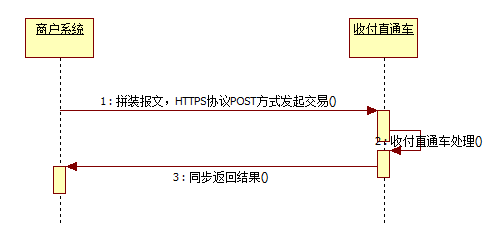 商户系统
收付直通车
1 : 拼装报文，HTTPS协议POST方式发起交易()
2 : 收付直通车处理()
3 : 同步返回结果()